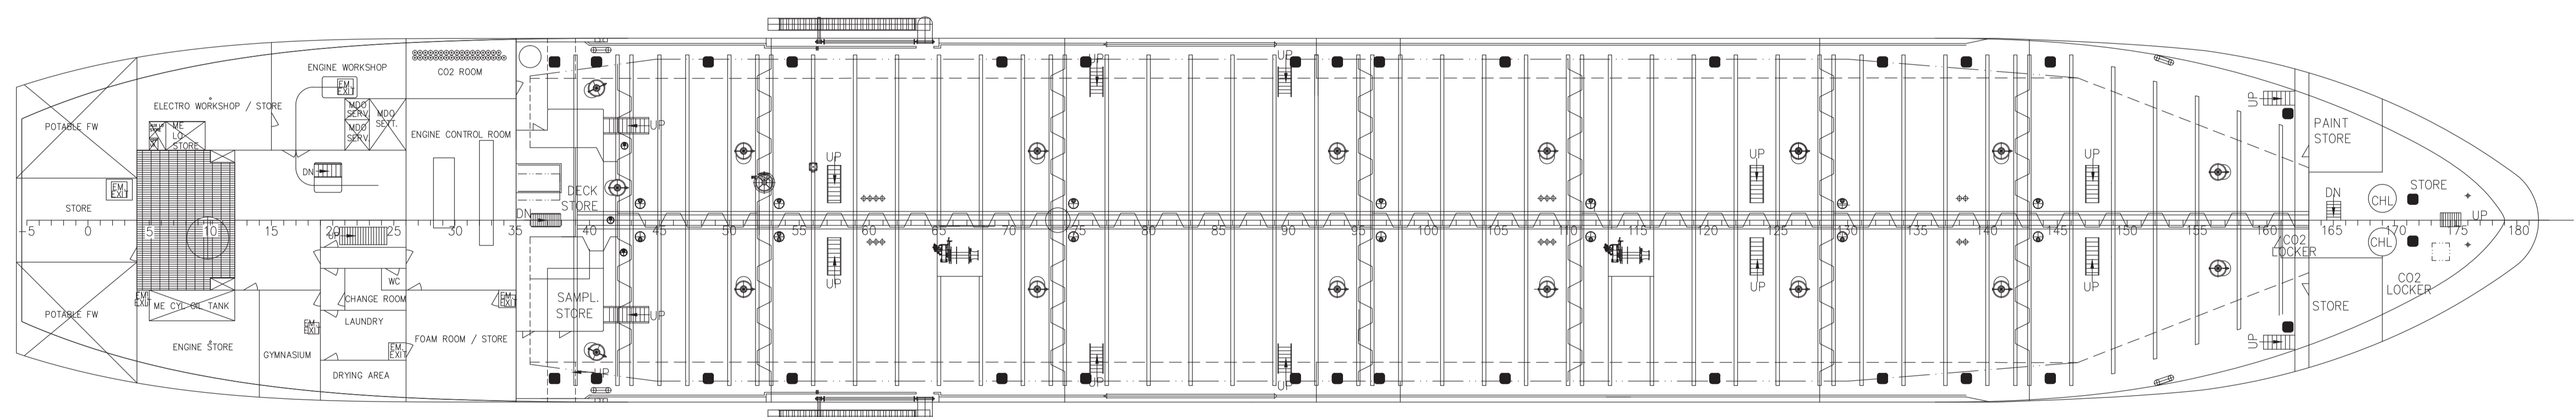 UP
UP
ENGINE WORKSHOP
CO2 ROOM
EM.
EXIT
UP
UP
ELECTRO WORKSHOP / STORE
MDO
SERV.
MDO
SETT.
POTABLE FW
ME
LO
STORE
MDO
SERV.
ENGINE CONTROL ROOM
UP
PAINT
STORE
UP
UP
UP
DN
EM.
EXIT
DECK
STORE
DN
STORE
CHL
STORE
DN
UP
-5 0 5 10 15 20 25 30 35 40 45 50 55 60 65 70 75 80 85 90 95 100 105 110 115 120 125 130 135 140 145 150 155 160 165 170 175 180
UP
CHL
CO2
LOCKER
WC
CO2
LOCKER
UP
UP
UP
EM.
EXIT
ME CYL OIL TANK
CHANGE ROOM
EM.
EXIT
SAMPL.
STORE
STORE
POTABLE FW
LAUNDRY
EM.
EXIT
UP
ENGINE STORE
GYMNASIUM
EM.
EXIT
FOAM ROOM / STORE
UP
DRYING AREA
UP
UP
UP